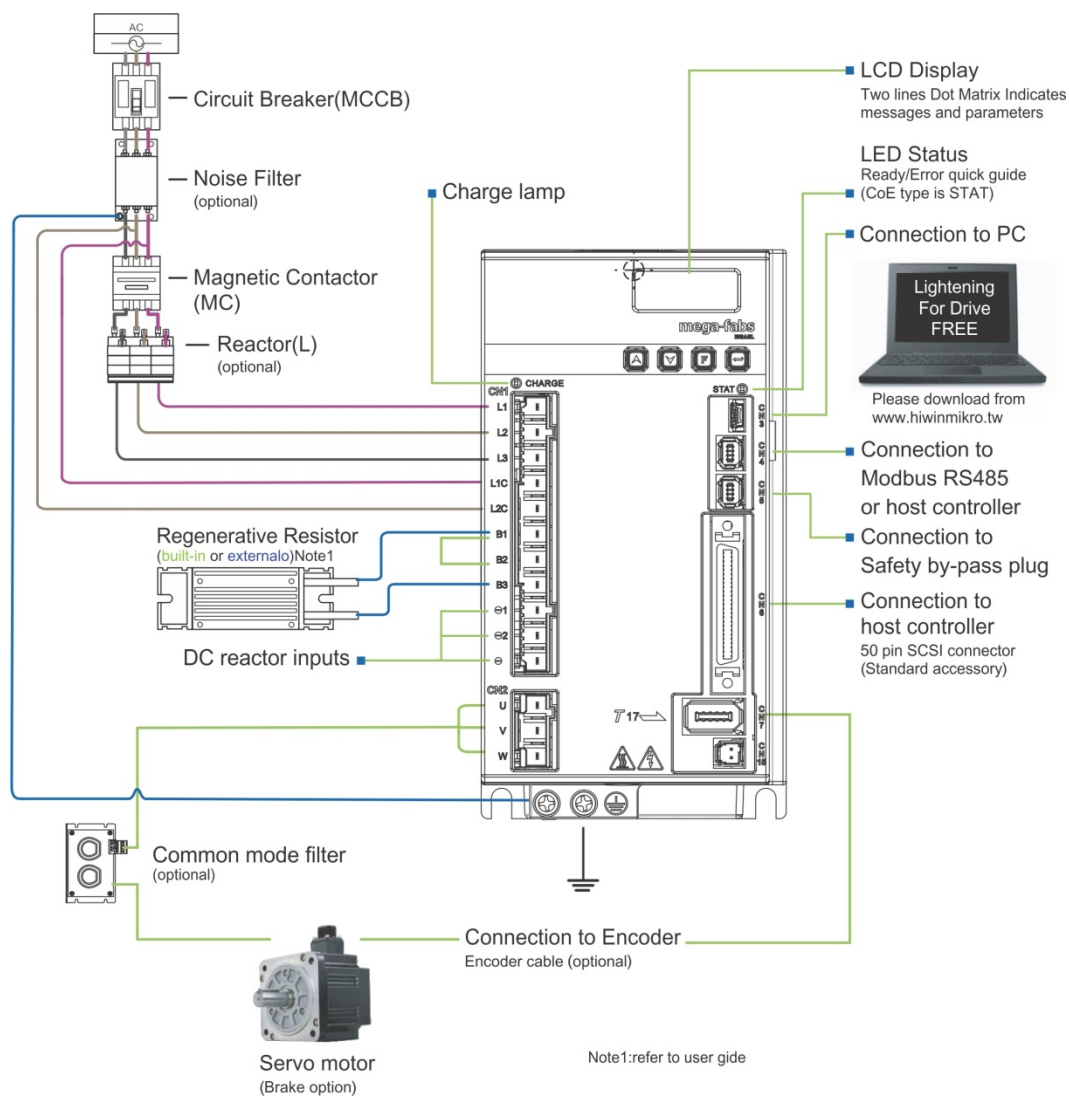 AC
Circuit Breaker(MCCB)
Noise Filter
(optional)
Magnetic Contactor
(MC)
Reactor(L)
(optional)
Charge lamp
LCD Display
Two lines Dot Matrix Indicates
messages and parameters
LED Status
Ready/Error quick guide
(CoE type is STAT)
Connection to PC
Lightening
For Drive
FREE
Please download from
www.hiwinmikro.tw
Connection to
Modbus RS485
or host controller
Connection to
Safety by-pass plug
Connection to
host controller
50 pin SCSI connector
(Standard accessory)
mega-fabs
ISRAEL
F
CHARGE
STAT
CN1
L1
L2
L3
L1C
L2C
B1
B2
B3
⊖1
⊖2
⊖
CN2
U
V
W
CN3
CN4
CN6
CN7
T 17
Regenerative Resistor
(built-in or externalo)Note1
DC reactor inputs
Common mode filter
(optional)
Connection to Encoder
Encoder cable (optional)
Servo motor
(Brake option)
Note1:refer to user gide